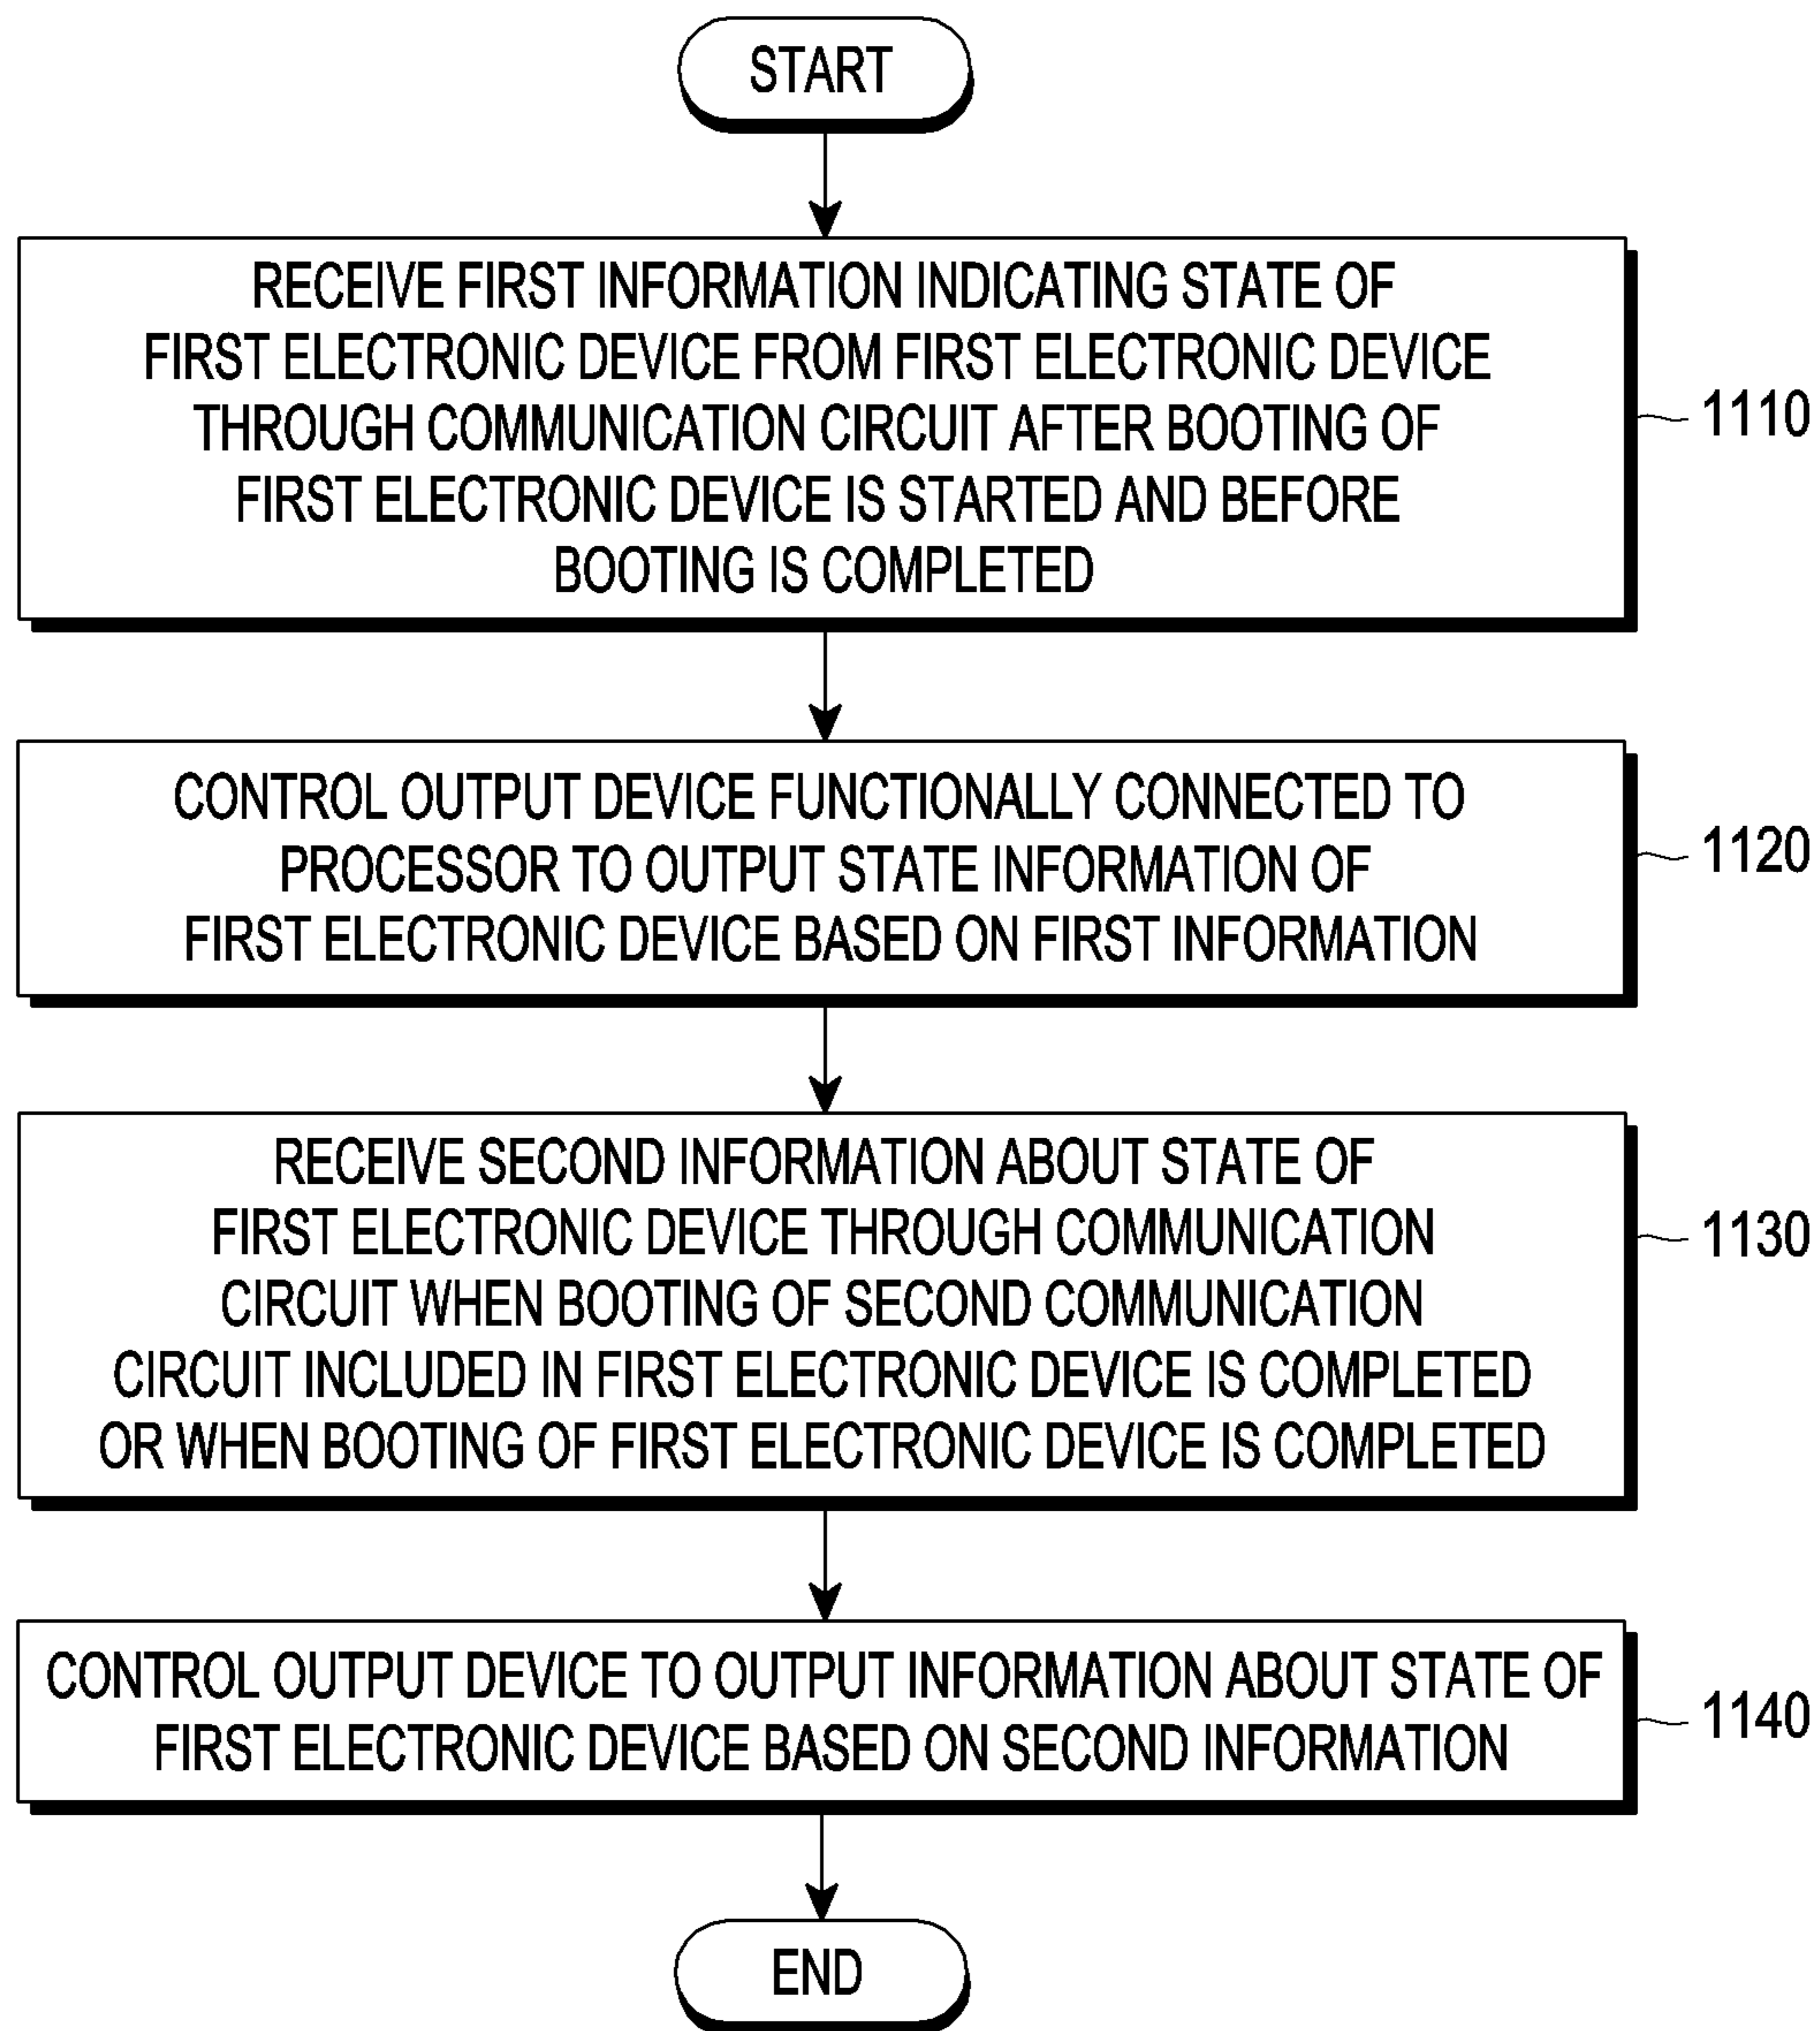 START
RECEIVE FIRST INFORMATION INDICATING STATE OF
FIRST ELECTRONIC DEVICE FROM FIRST ELECTRONIC DEVICE
THROUGH COMMUNICATION CIRCUIT AFTER BOOTING OF
FIRST ELECTRONIC DEVICE IS STARTED AND BEFORE
BOOTING IS COMPLETED
1110
CONTROL OUTPUT DEVICE FUNCTIONALLY CONNECTED TO
PROCESSOR TO OUTPUT STATE INFORMATION OF
FIRST ELECTRONIC DEVICE BASED ON FIRST INFORMATION
1120
RECEIVE SECOND INFORMATION ABOUT STATE OF
FIRST ELECTRONIC DEVICE THROUGH COMMUNICATION
CIRCUIT WHEN BOOTING OF SECOND COMMUNICATION
CIRCUIT INCLUDED IN FIRST ELECTRONIC DEVICE IS COMPLETED
OR WHEN BOOTING OF FIRST ELECTRONIC DEVICE IS COMPLETED
1130
CONTROL OUTPUT DEVICE TO OUTPUT INFORMATION ABOUT STATE OF
FIRST ELECTRONIC DEVICE BASED ON SECOND INFORMATION
1140
END